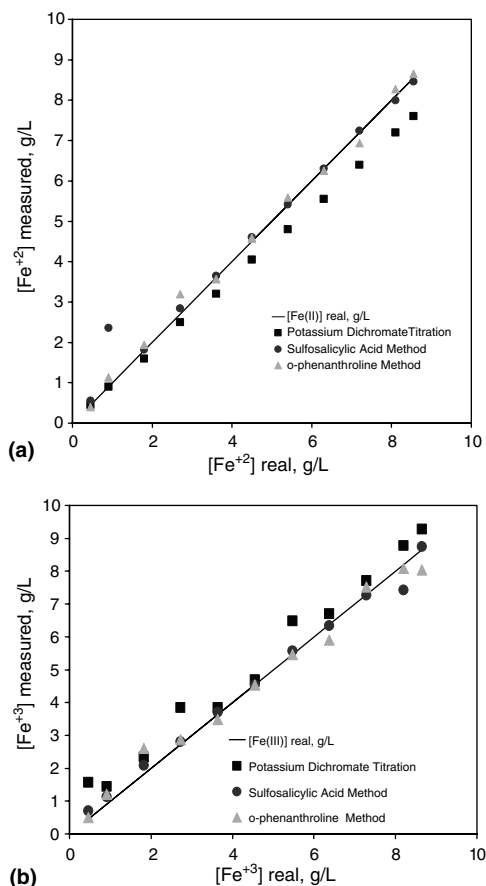 10
9
8
7
6
5
4
3
2
1
0
[Fe+2] measured, g/L
[Fe(II)] real, g/L
Potassium DichromateTitration
Sulfosalicylic Acid Method
o-phenanthroline Method
0 2 4 6 8 10
(a) [Fe+2] real, g/L
10
9
8
7
6
5
4
3
2
1
0
[Fe+3] measured, g/L
[Fe(III)] real, g/L
Potassium Dichromate Titration
Sulfosalicylic Acid Method
o-phenanthroline Method
0 2 4 6 8 10
(b) [Fe+3] real, g/L